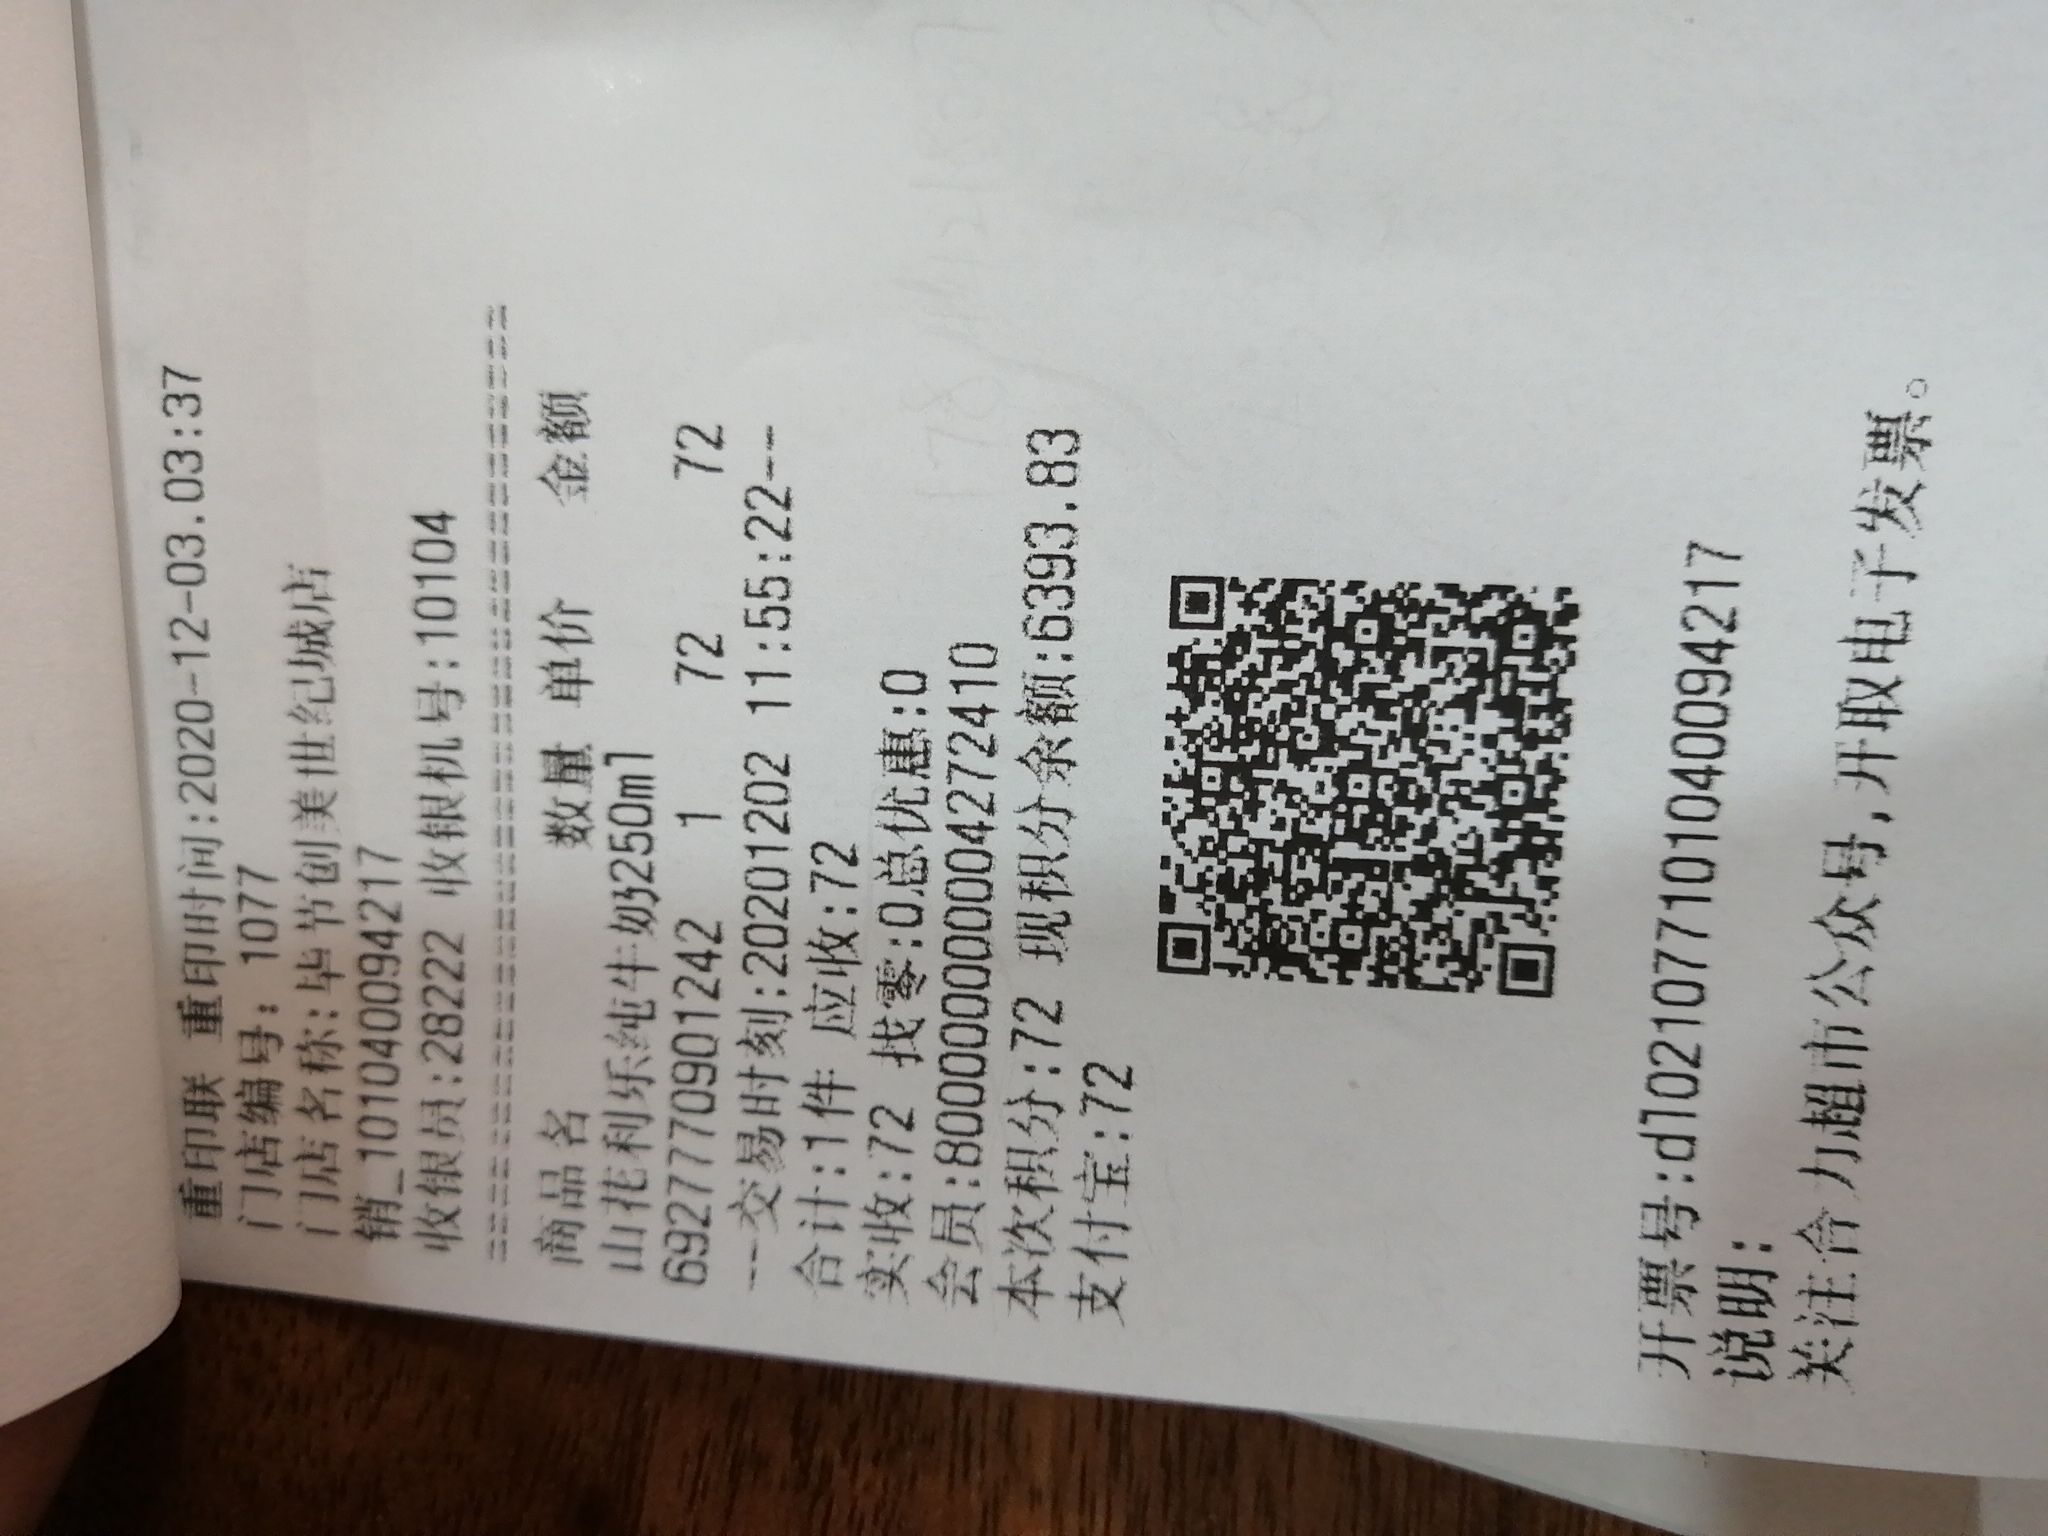 重印联 重印时间:2020-12-03.03:37
门店编号: 1077
门店名称:毕节创美世纪城店
销_1010400094217
收银员:28222 收银机号:10104
商品名 数量 单价 金额
山花利乐纯牛奶250ml
6927770901242 1 72 72
--交易时刻:20201202 11:55:22--
合计:1件 应收:72
实收:72 找零:0总优惠:0
会员:8000000004272410
本次积分:72 现积分余额:6393.83
支付宝:72
开票号:d1021077101040094217
说明:
关注合力超市公众号,开取电子发票。